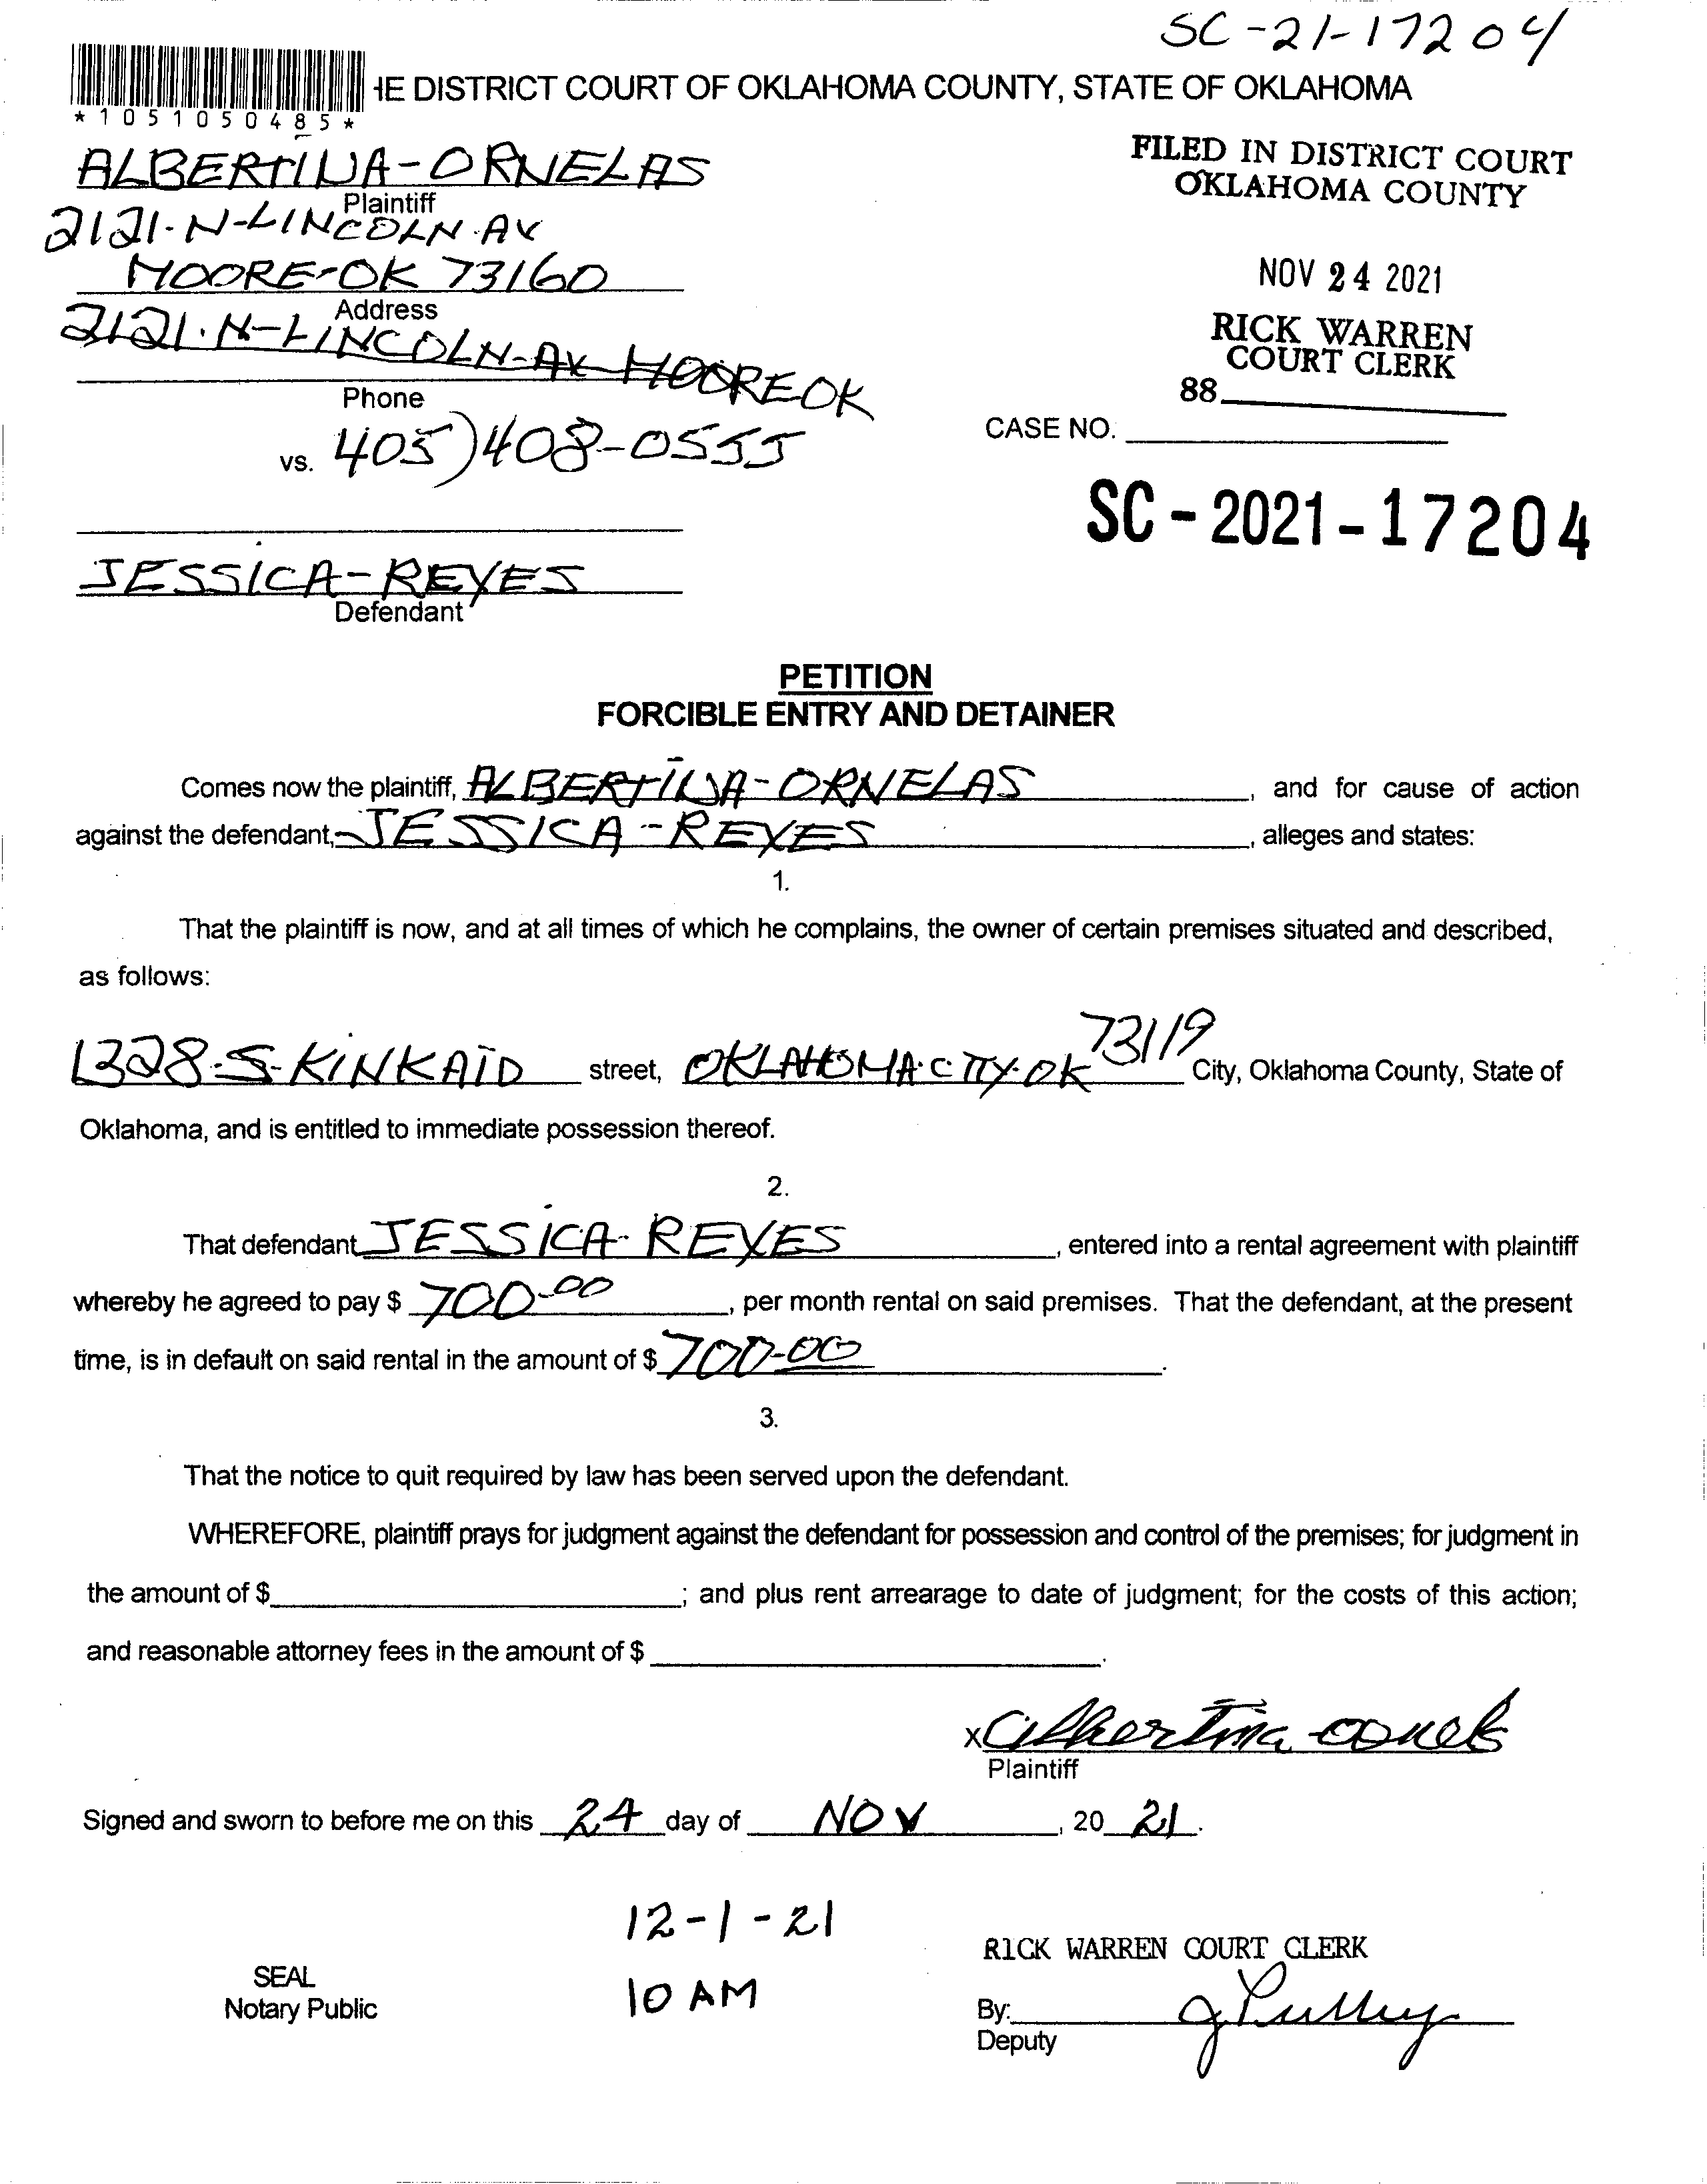 SC-21-17204
HE DISTRICT COURT OF OKLAHOMA COUNTY, STATE OF OKLAHOMA
*1051050485*
ALBERTINA-ORNELAS
Plaintiff
2121-N-LINCOLN-AV
MOORE-OK 73160
Address
2121-N-LINCOLN-AV-MOORE OK
Phone
vs. 405)408-0555
FILED IN DISTRICT COURT
OKLAHOMA COUNTY
NOV 24 2021
RICK WARREN
COURT CLERK
88
CASE NO.
SC-2021-17204
JESSICA-REYES
Defendant
PETITION
FORCIBLE ENTRY AND DETAINER
Comes now the plaintiff, ALBERTINA-ORNELAS, and for cause of action
against the defendant, JESSICA-REYES, alleges and states:
1.
That the plaintiff is now, and at all times of which he complains, the owner of certain premises situated and described,
as follows:
1328-S-KINKAID street, OKLAHOMA-CITY-OK 73119 City, Oklahoma County, State of
Oklahoma, and is entitled to immediate possession thereof.
2.
That defendant JESSICA-REYES, entered into a rental agreement with plaintiff
whereby he agreed to pay $ 700-00, per month rental on said premises. That the defendant, at the present
time, is in default on said rental in the amount of $ 700-00.
3.
That the notice to quit required by law has been served upon the defendant.
WHEREFORE, plaintiff prays for judgment against the defendant for possession and control of the premises; for judgment in
the amount of $; and plus rent arrearage to date of judgment; for the costs of this action;
and reasonable attorney fees in the amount of $.
x Albertina
Plaintiff
Signed and sworn to before me on this 24 day of NOV, 20 21.
12-1-21
10 AM
SEAL
Notary Public
RICK WARREN COURT CLERK
By:
Deputy